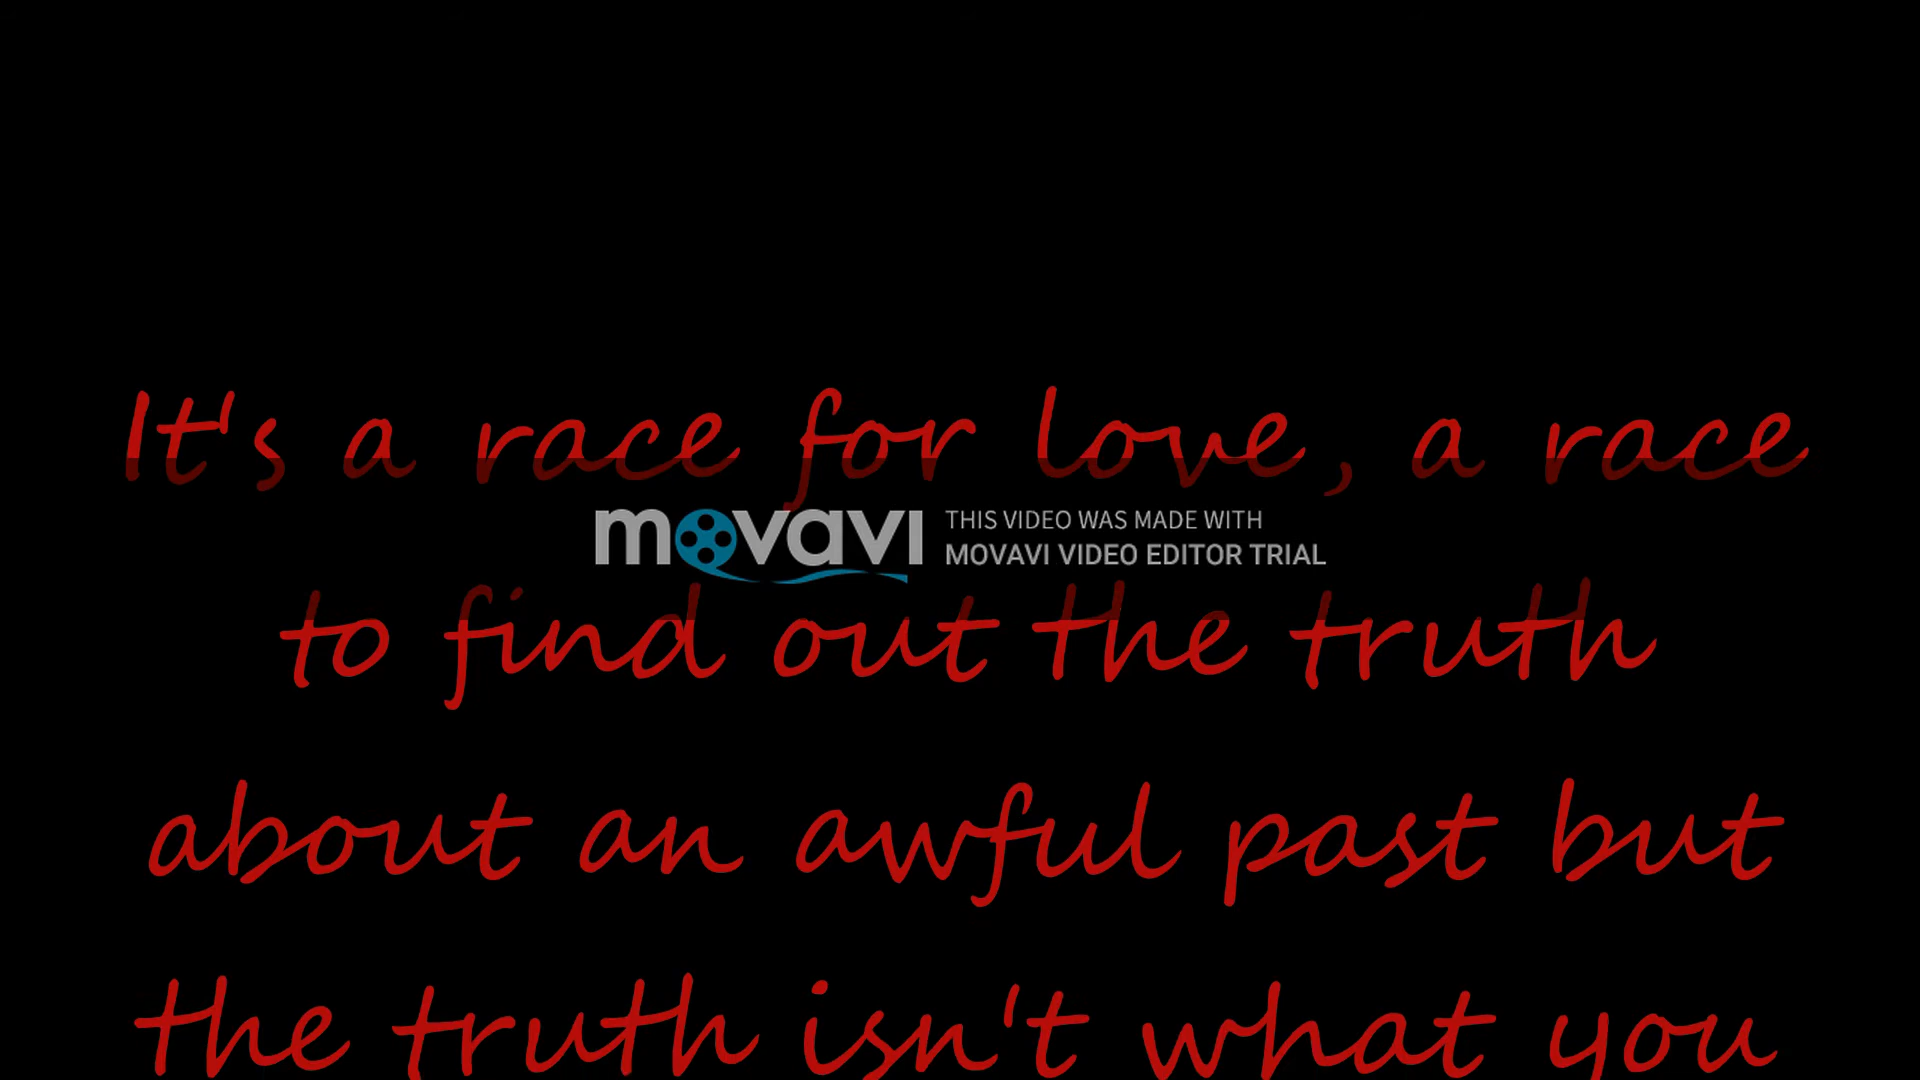 It's a race for love, a race
movavi THIS VIDEO WAS MADE WITH
MOVAVI VIDEO EDITOR TRIAL
to find out the truth
about an awful past but
the truth isn't what you